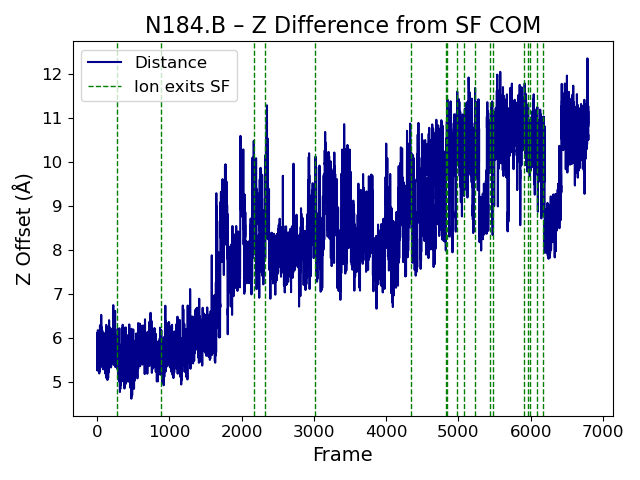 N184.B – Z Difference from SF COM
Distance
Ion exits SF
Z Offset (Å)
12
11
10
9
8
7
6
5
0 1000 2000 3000 4000 5000 6000 7000
Frame